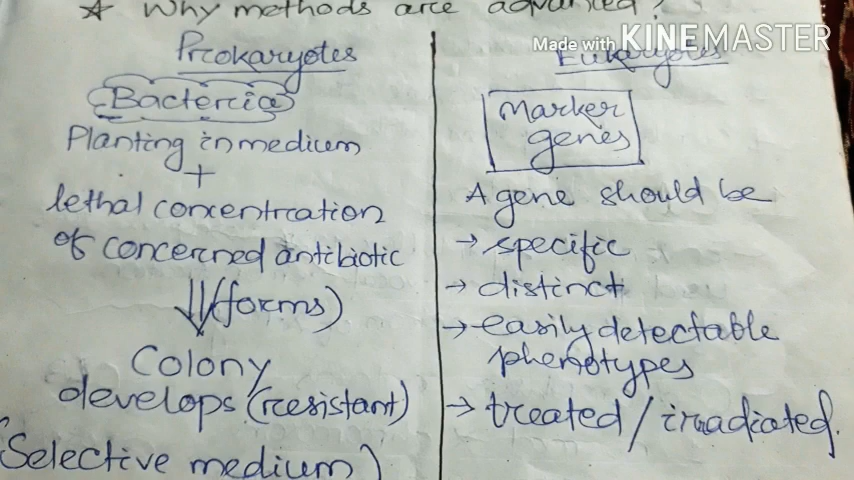 * Why methods are advanced?
Prokaryotes
Bacteria
Planting in medium
+
lethal concentration
of concerned antibiotic
(forms)
Colony
develops (resistant)
(Selective medium)
Made with KINEMASTER
Eukaryotes
Marker
genes
A gene should be
→ specific
→ distinct
→ easily detectable
phenotypes
→ treated / irradiated.